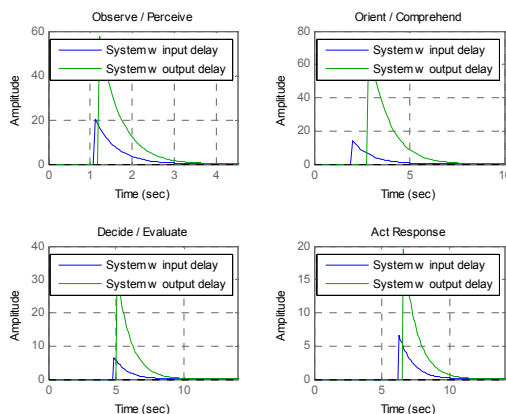 Observe / Perceive
60
40
20
0
0 1 2 3 4
Amplitude
Time (sec)
System w input delay
System w output delay
Orient / Comprehend
80
60
40
20
0
0 5 10
Amplitude
Time (sec)
System w input delay
System w output delay
Decide / Evaluate
40
30
20
10
0
0 5 10
Amplitude
Time (sec)
System w input delay
System w output delay
Act Response
20
15
10
5
0
0 5 10
Amplitude
Time (sec)
System w input delay
System w output delay